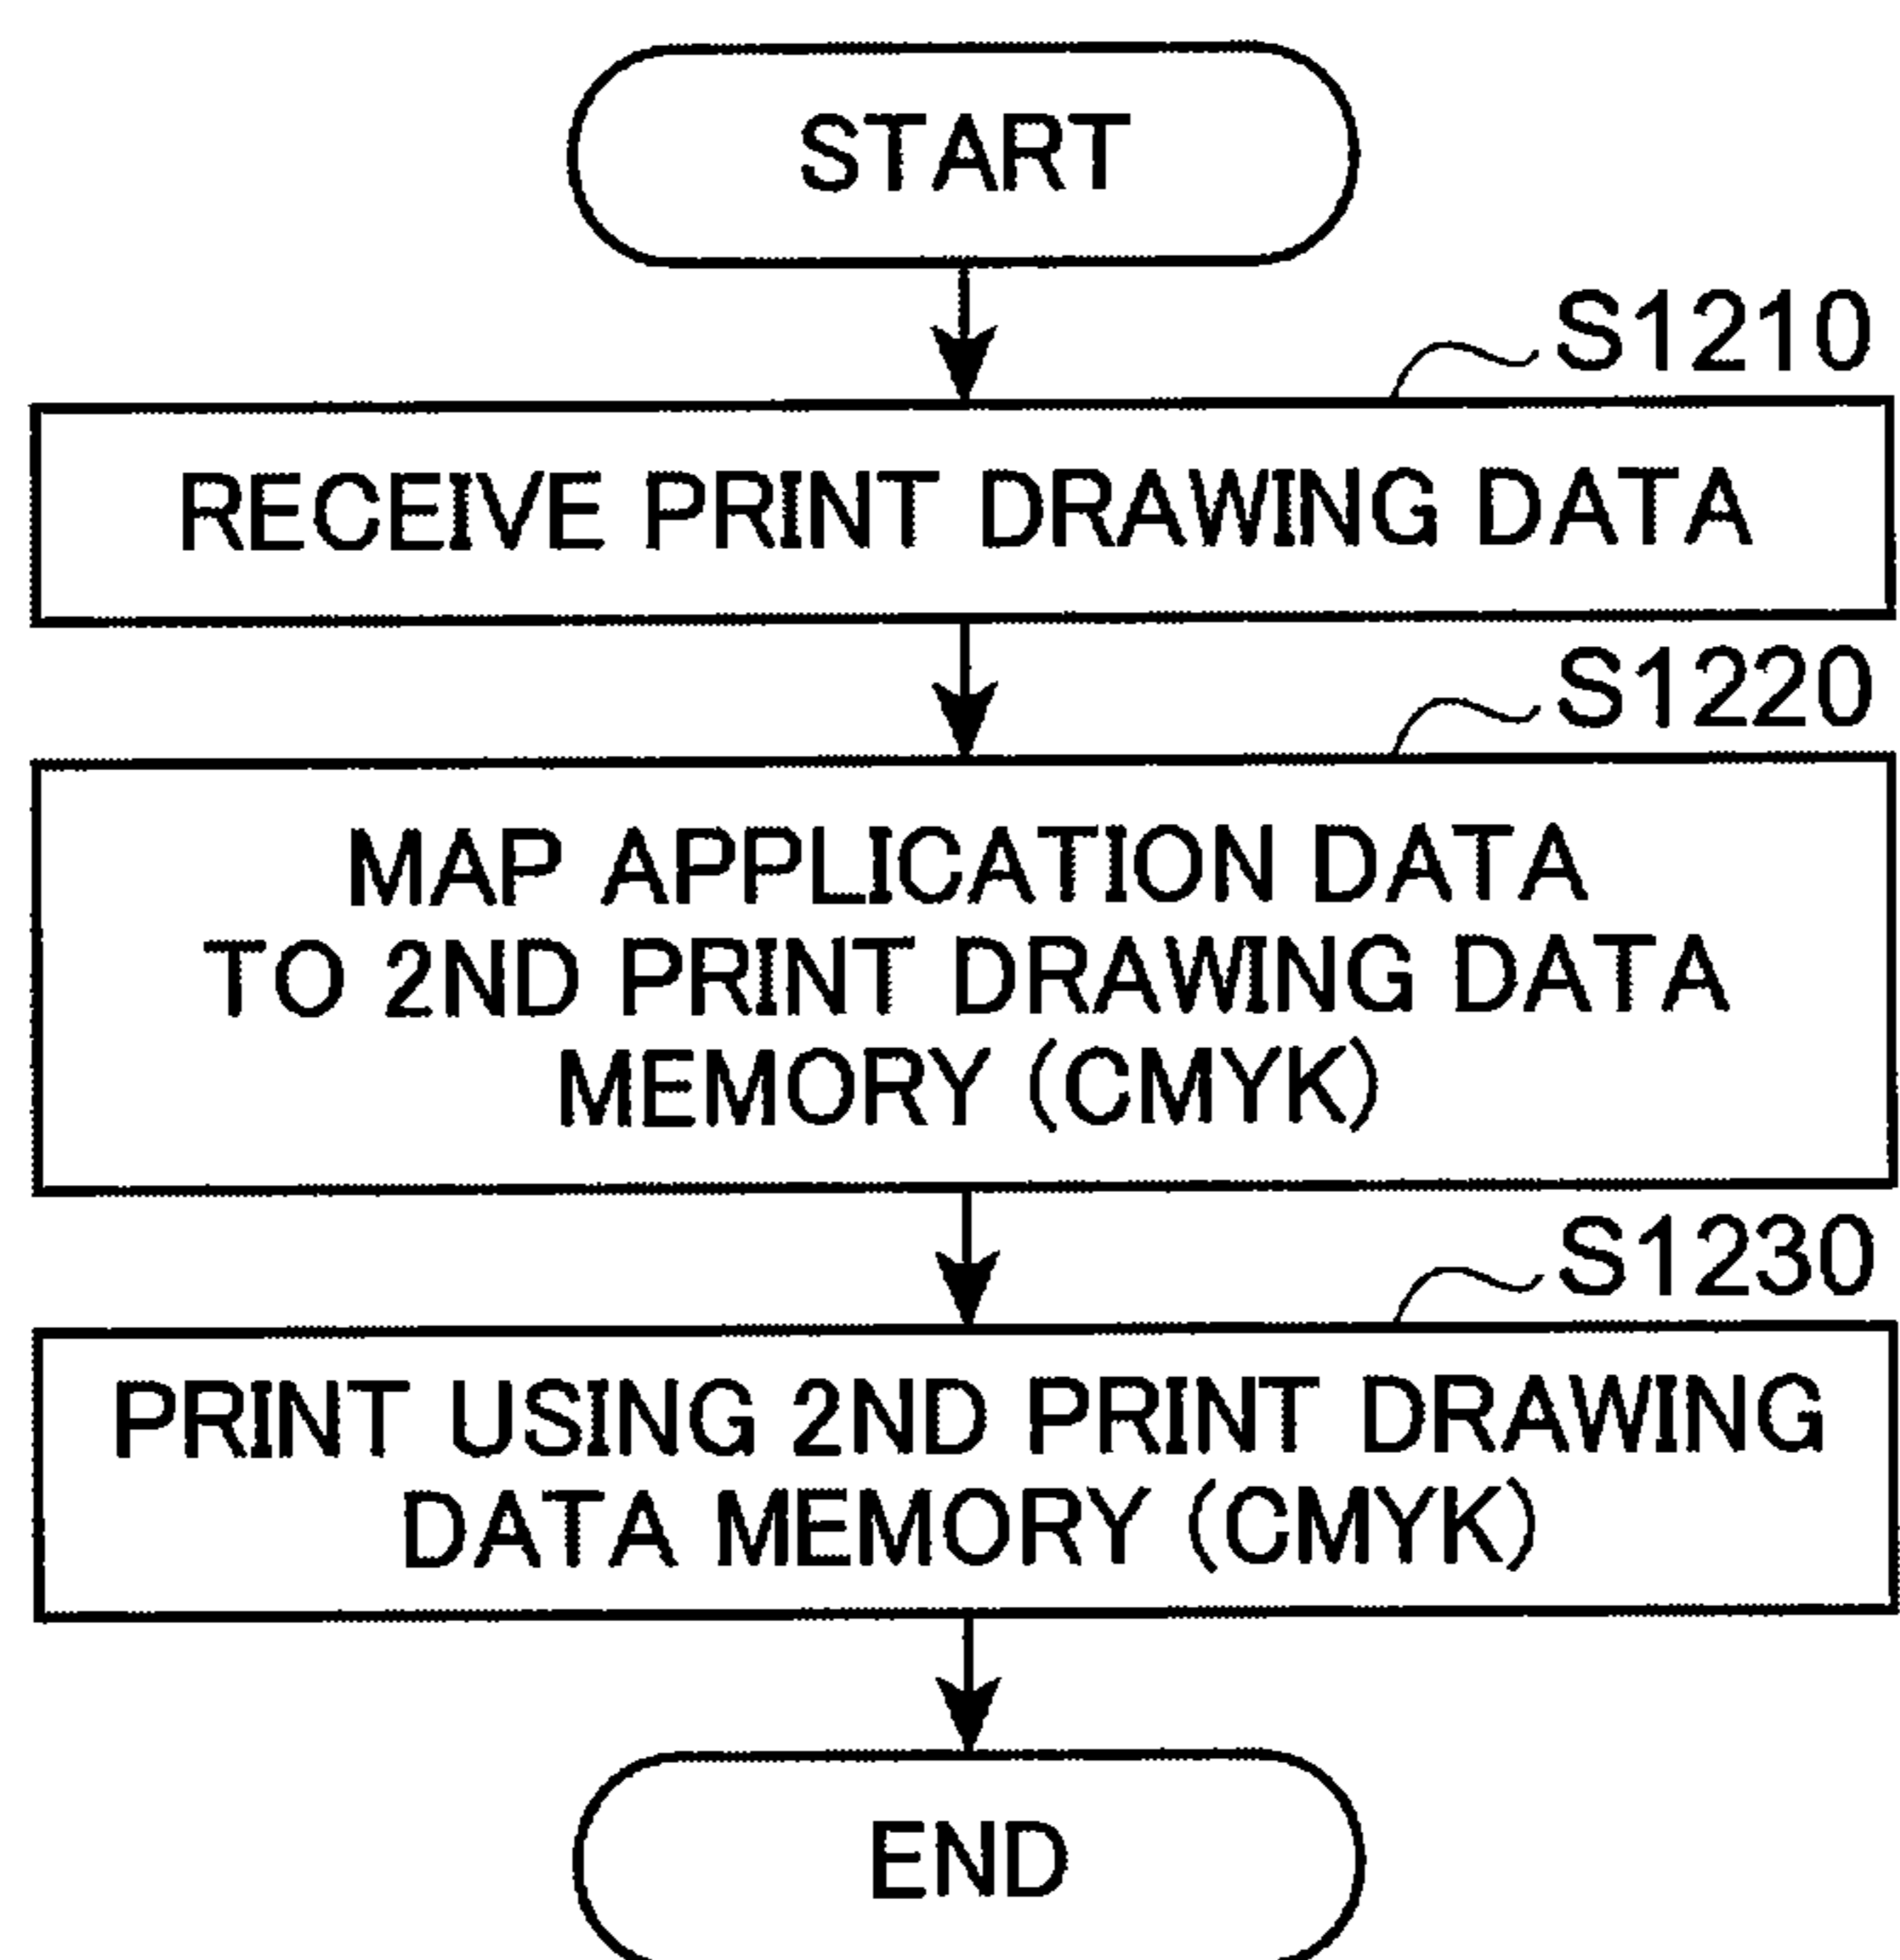 START
S1210
RECEIVE PRINT DRAWING DATA
S1220
MAP APPLICATION DATA
TO 2ND PRINT DRAWING DATA
MEMORY (CMYK)
S1230
PRINT USING 2ND PRINT DRAWING
DATA MEMORY (CMYK)
END